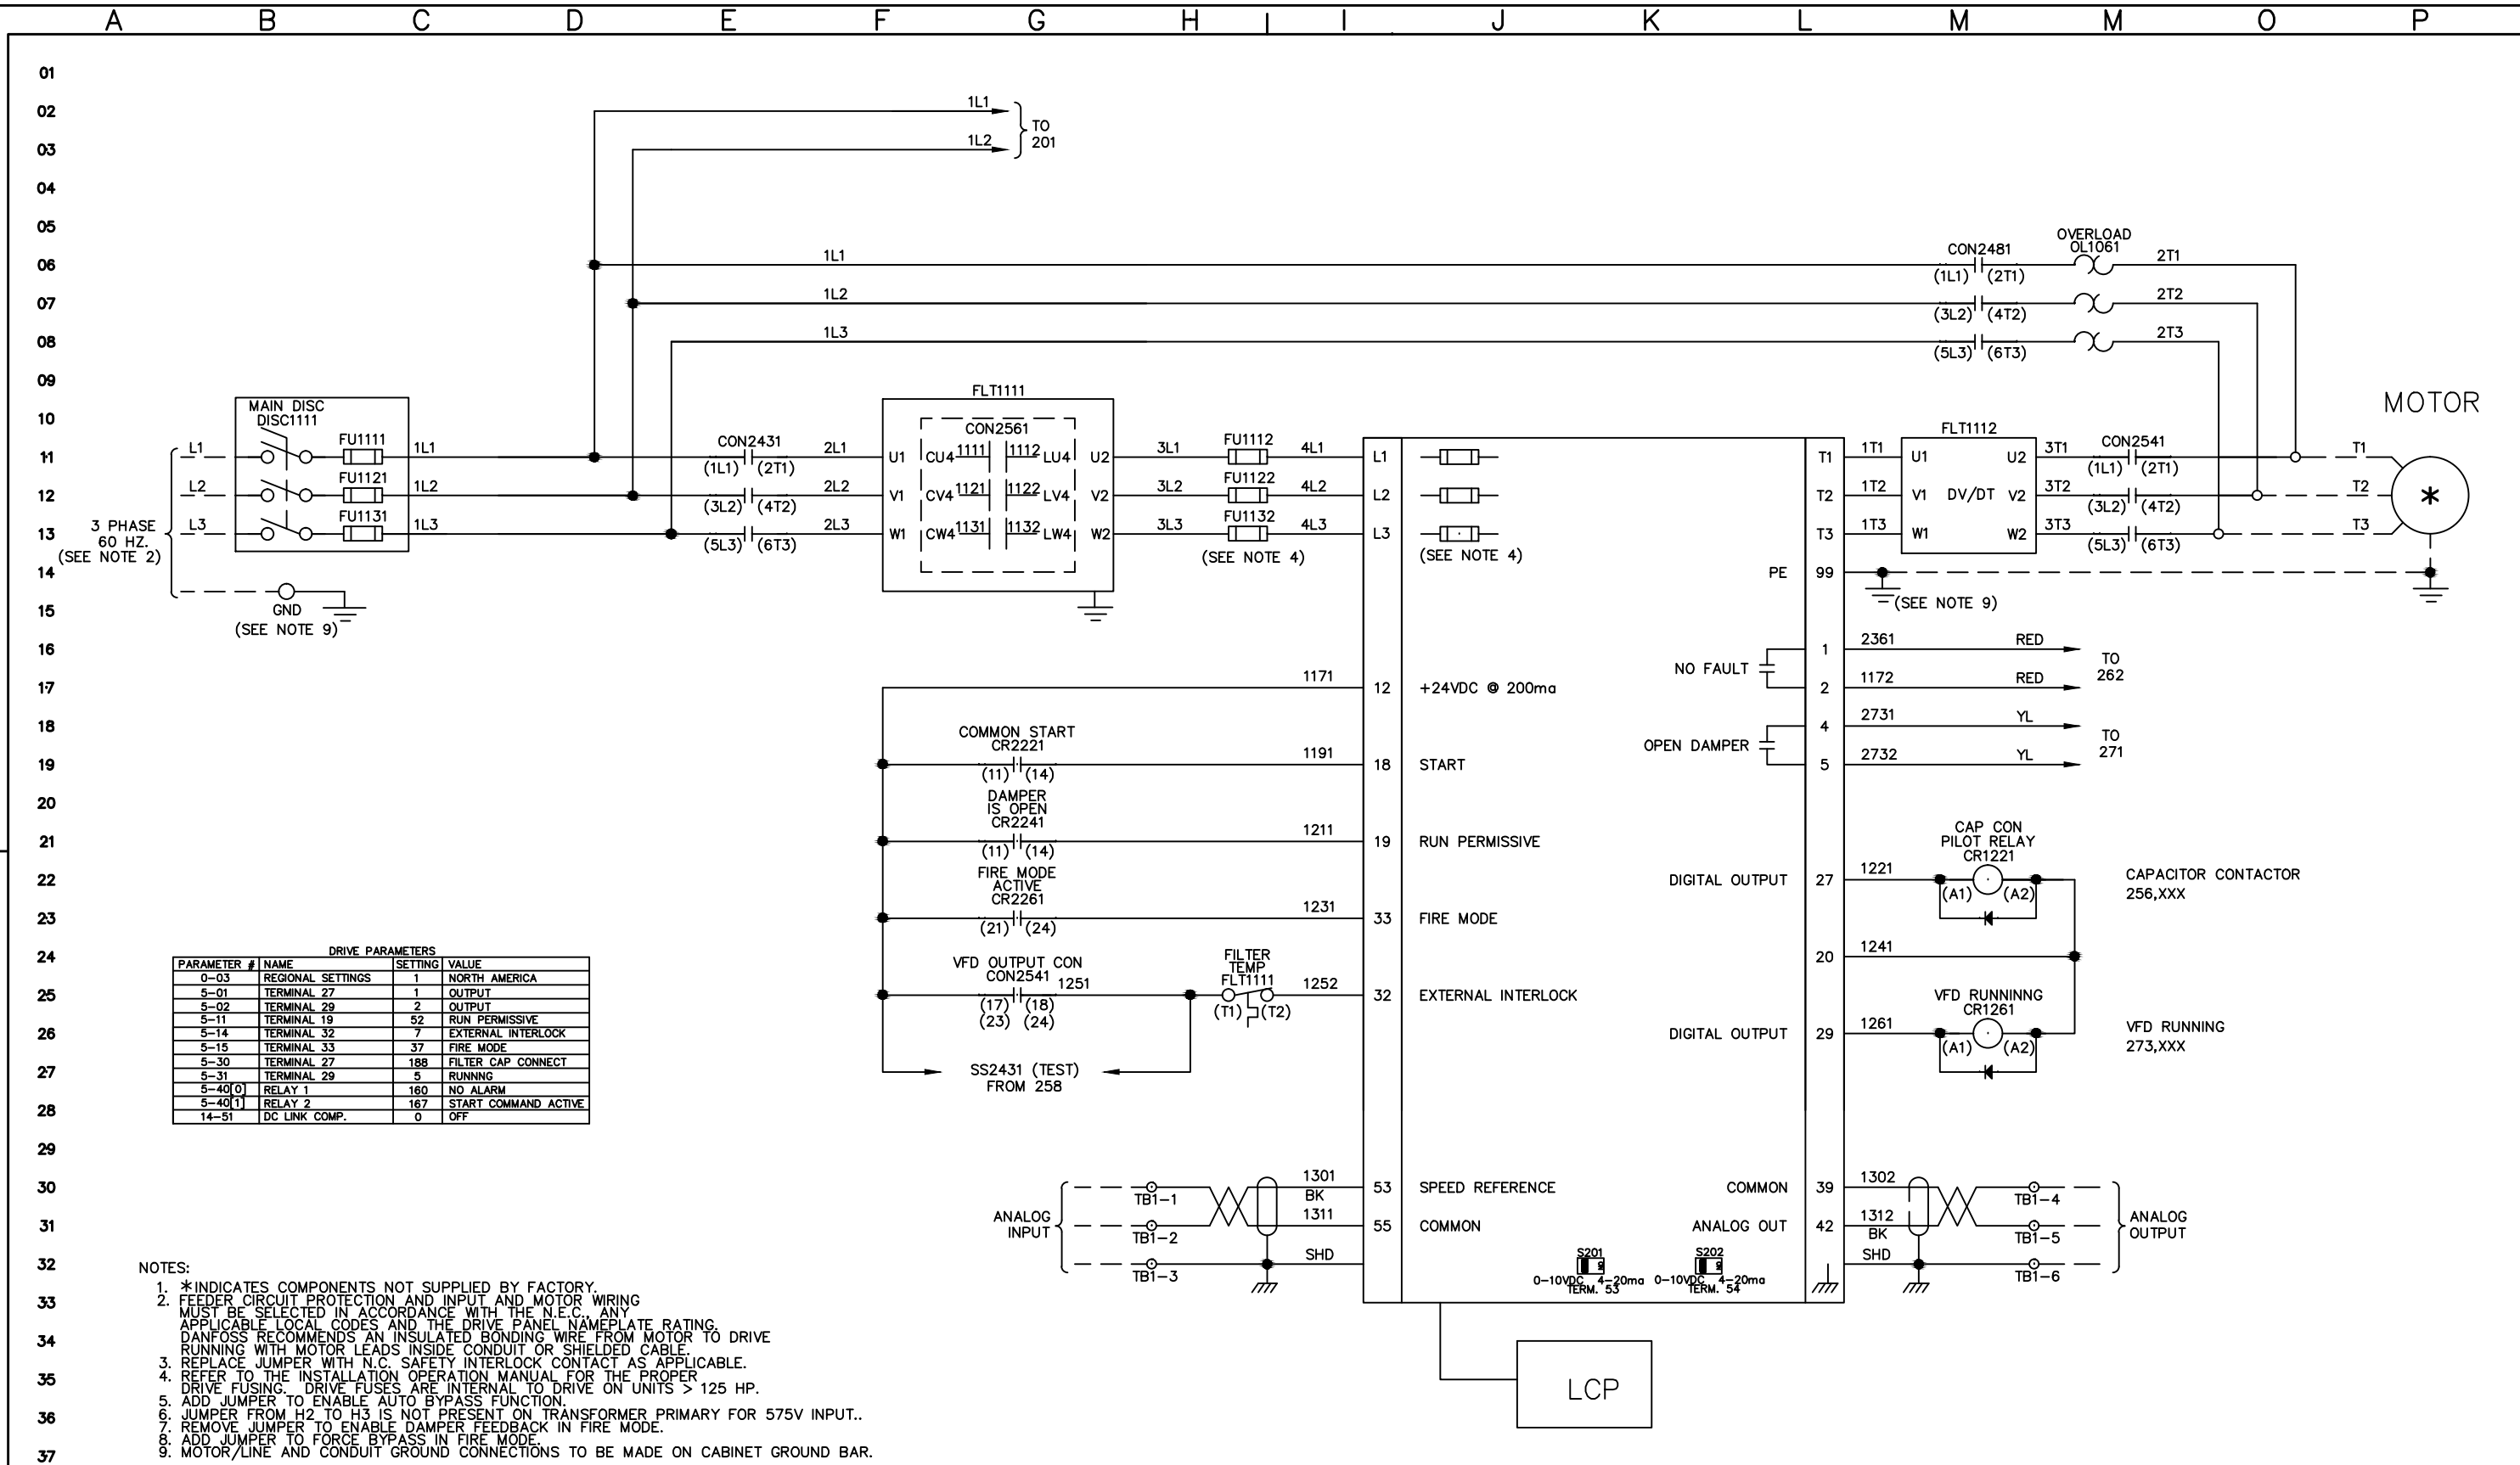 A B C D E F G H I J K L M M O P
01
02
03
04
05
06
07
08
09
10
11
12
13
14
15
16
17
18
19
20
21
22
23
24
25
26
27
28
29
30
31
32
33
34
35
36
37
1L1
1L2
TO
201
1L1
1L2
1L3
CON2481
(1L1) (2T1)
(3L2) (4T2)
(5L3) (6T3)
OVERLOAD
OL1061
2T1
2T2
2T3
3 PHASE
60 HZ.
(SEE NOTE 2)
L1
L2
L3
MAIN DISC
DISC1111
FU1111
FU1121
FU1131
1L1
1L2
1L3
GND
(SEE NOTE 9)
CON2431
(1L1) (2T1)
(3L2) (4T2)
(5L3) (6T3)
2L1
2L2
2L3
FLT1111
CON2561
U1 CU4 1111 1112 LU4 U2
V1 CV4 1121 1122 LV4 V2
W1 CW4 1131 1132 LW4 W2
3L1 FU1112 4L1
3L2 FU1122 4L2
3L3 FU1132 4L3
(SEE NOTE 4)
L1
L2
L3
(SEE NOTE 4)
T1
T2
T3
PE 99
1T1
1T2
1T3
FLT1112
U1 U2
V1 DV/DT V2
W1 W2
3T1
3T2
3T3
CON2541
(1L1) (2T1)
(3L2) (4T2)
(5L3) (6T3)
T1
T2
T3
MOTOR
*
(SEE NOTE 9)
1171
12 +24VDC @ 200ma
COMMON START
CR2221
(11) (14)
1191
18 START
DAMPER
IS OPEN
CR2241
(11) (14)
1211
19 RUN PERMISSIVE
FIRE MODE
ACTIVE
CR2261
(21) (24)
1231
33 FIRE MODE
VFD OUTPUT CON
CON2541
1251
(17) (18)
(23) (24)
FILTER
TEMP
FLT1111
(T1) (T2)
1252
32 EXTERNAL INTERLOCK
SS2431 (TEST)
FROM 258
NO FAULT
1 2361 RED
2 1172 RED
TO
262
OPEN DAMPER
4 2731 YL
5 2732 YL
TO
271
DIGITAL OUTPUT 27 1221
CAP CON
PILOT RELAY
CR1221
(A1) (A2)
CAPACITOR CONTACTOR
256,XXX
20 1241
DIGITAL OUTPUT 29 1261
VFD RUNNINNG
CR1261
(A1) (A2)
VFD RUNNING
273,XXX
ANALOG
INPUT
TB1-1
TB1-2
TB1-3
1301
BK
1311
SHD
53 SPEED REFERENCE
55 COMMON
COMMON 39
ANALOG OUT 42
1302
1312
BK
SHD
TB1-4
TB1-5
TB1-6
ANALOG
OUTPUT
S201
0-10VDC 4-20ma
TERM. 53
S202
0-10VDC 4-20ma
TERM. 54
LCP
DRIVE PARAMETERS
PARAMETER # NAME SETTING VALUE
0-03 REGIONAL SETTINGS 1 NORTH AMERICA
5-01 TERMINAL 27 1 OUTPUT
5-02 TERMINAL 29 2 OUTPUT
5-11 TERMINAL 19 52 RUN PERMISSIVE
5-14 TERMINAL 32 7 EXTERNAL INTERLOCK
5-15 TERMINAL 33 37 FIRE MODE
5-30 TERMINAL 27 188 FILTER CAP CONNECT
5-31 TERMINAL 29 5 RUNNNG
5-40[0] RELAY 1 160 NO ALARM
5-40[1] RELAY 2 167 START COMMAND ACTIVE
14-51 DC LINK COMP. 0 OFF
NOTES:
1. *INDICATES COMPONENTS NOT SUPPLIED BY FACTORY.
2. FEEDER CIRCUIT PROTECTION AND INPUT AND MOTOR WIRING
MUST BE SELECTED IN ACCORDANCE WITH THE N.E.C., ANY
APPLICABLE LOCAL CODES AND THE DRIVE PANEL NAMEPLATE RATING.
DANFOSS RECOMMENDS AN INSULATED BONDING WIRE FROM MOTOR TO DRIVE
RUNNING WITH MOTOR LEADS INSIDE CONDUIT OR SHIELDED CABLE.
3. REPLACE JUMPER WITH N.C. SAFETY INTERLOCK CONTACT AS APPLICABLE.
4. REFER TO THE INSTALLATION OPERATION MANUAL FOR THE PROPER
DRIVE FUSING. DRIVE FUSES ARE INTERNAL TO DRIVE ON UNITS > 125 HP.
5. ADD JUMPER TO ENABLE AUTO BYPASS FUNCTION.
6. JUMPER FROM H2 TO H3 IS NOT PRESENT ON TRANSFORMER PRIMARY FOR 575V INPUT..
7. REMOVE JUMPER TO ENABLE DAMPER FEEDBACK IN FIRE MODE.
8. ADD JUMPER TO FORCE BYPASS IN FIRE MODE.
9. MOTOR/LINE AND CONDUIT GROUND CONNECTIONS TO BE MADE ON CABINET GROUND BAR.